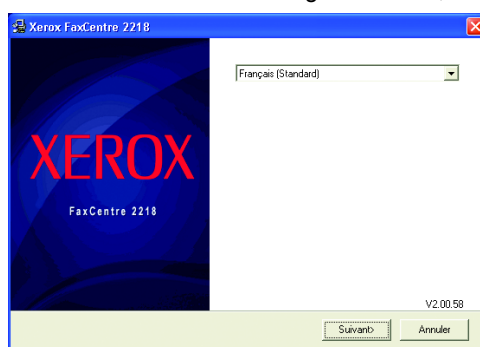 Xerox FaxCentre 2218
Français (Standard)
XEROX
FaxCentre 2218
V2.00.58
Suivant>
Annuler